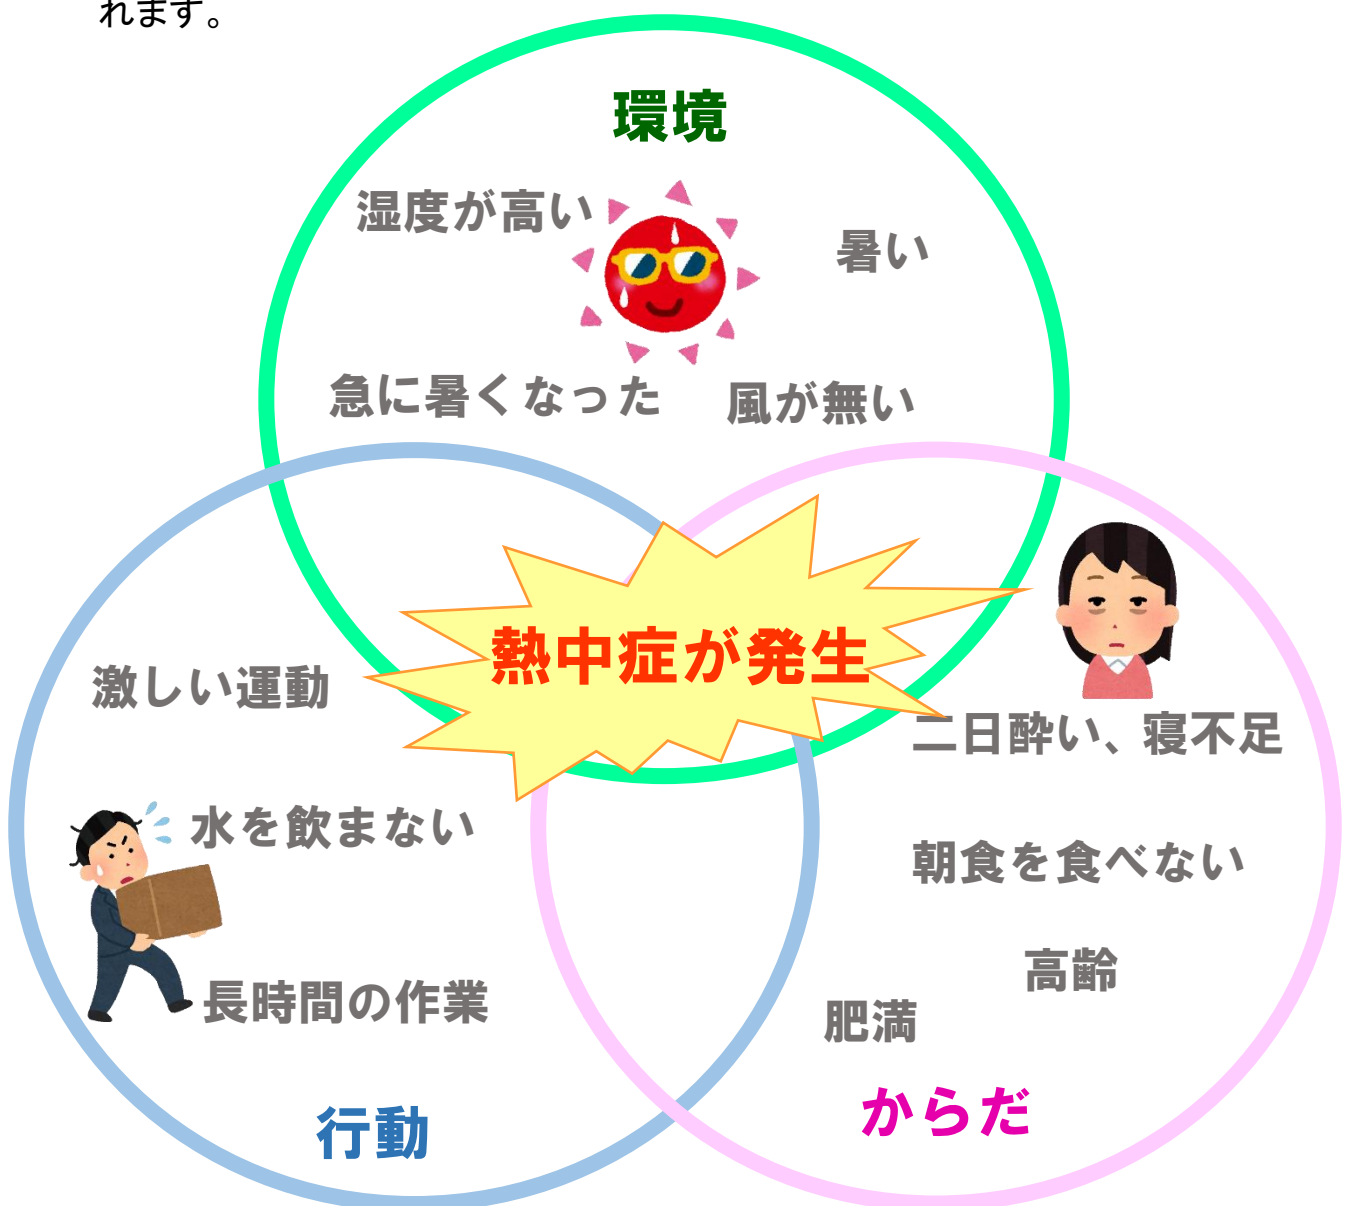 れます。
環境
湿度が高い
暑い
急に暑くなった
風が無い
熱中症が発生
激しい運動
水を飲まない
長時間の作業
行動
二日酔い、寝不足
朝食を食べない
高齢
肥満
からだ